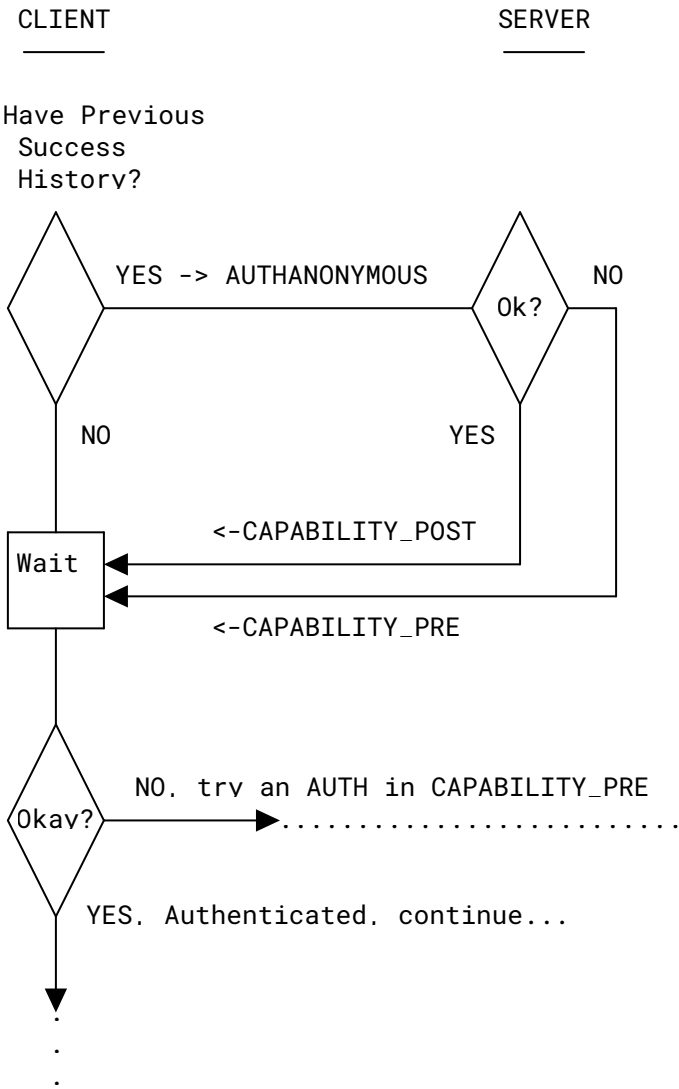 CLIENT SERVER
Have Previous
Success
History?
YES -> AUTHANONYMOUS NO
Ok?
NO YES
<-CAPABILITY_POST
Wait
<-CAPABILITY_PRE
NO, try an AUTH in CAPABILITY_PRE
Okay? ...........................
YES, Authenticated, continue...
.
.
.